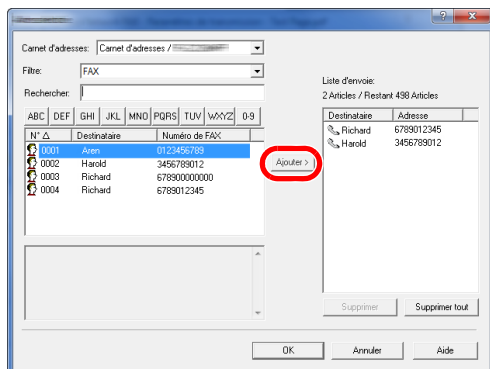 Carnet d'adresses: Carnet d'adresses /
Filtre: FAX
Rechercher:
ABC DEF GHI JKL MNO PQRS TUV WXYZ 0-9
N° Destinataire Numéro de FAX
0001 Aren 0123456789
0002 Harold 3456789012
0003 Richard 678900000000
0004 Richard 6789012345
Ajouter >
Liste d'envoie:
2 Articles / Restant 498 Articles
Destinataire Adresse
Richard 6789012345
Harold 3456789012
Supprimer Supprimer tout
OK Annuler Aide